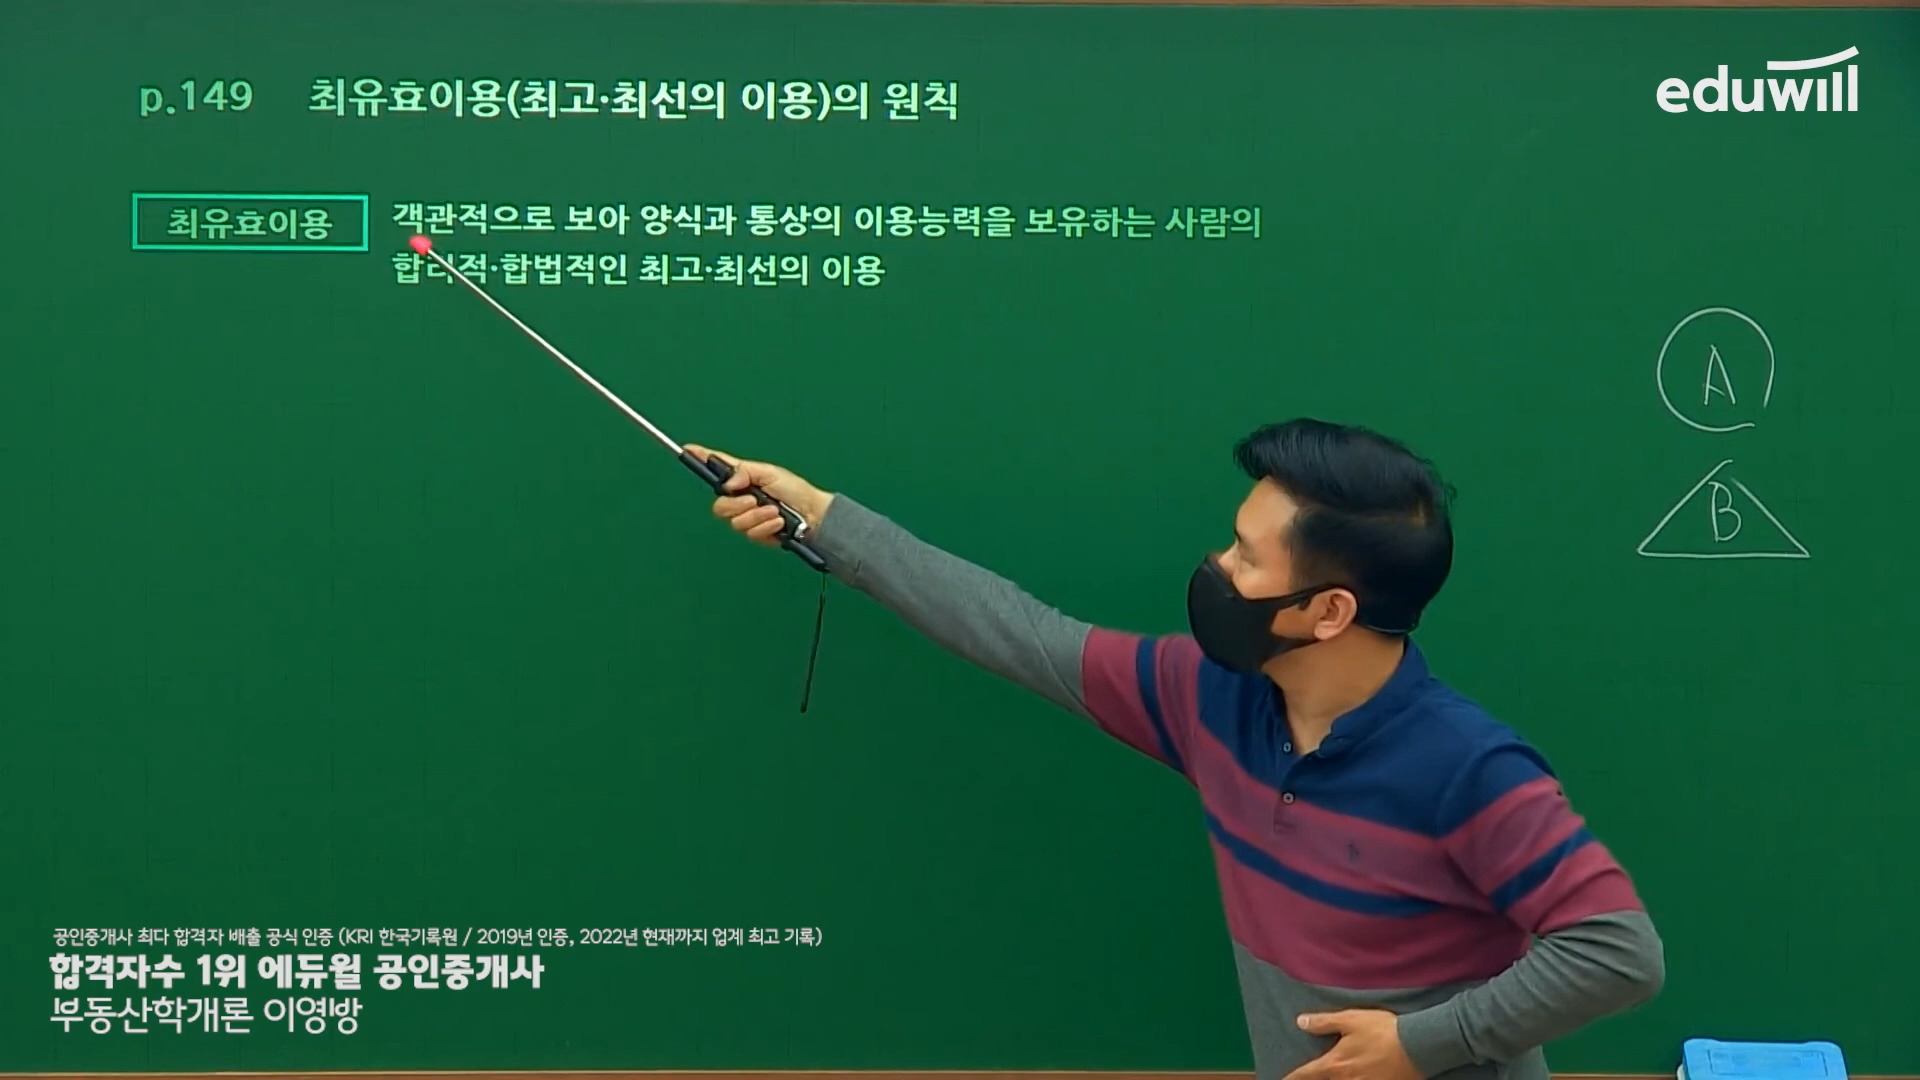 p.149 최유효이용(최고·최선의 이용)의 원칙
eduwill
최유효이용
객관적으로 보아 양식과 통상의 이용능력을 보유하는 사람의
합리적·합법적인 최고·최선의 이용
A
B
공인중개사 최다 합격자 배출 공식 인증 (KRI 한국기록원 / 2019년 인증, 2022년 현재까지 업계 최고 기록)
합격자수 1위 에듀윌 공인중개사
부동산학개론 이영방